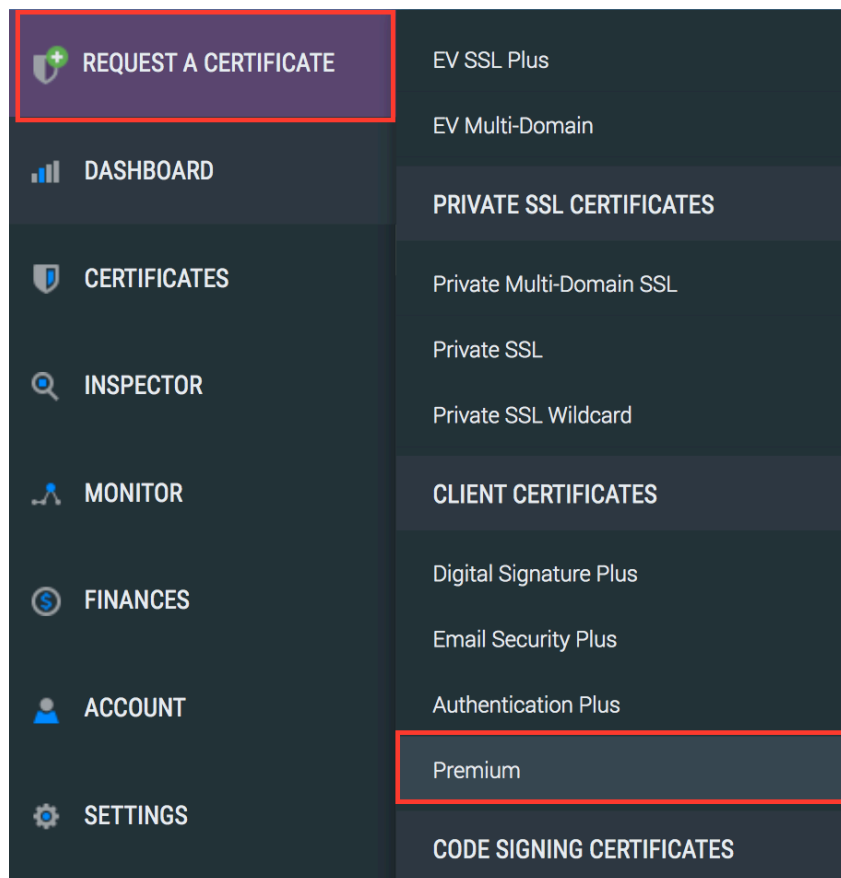 REQUEST A CERTIFICATE
DASHBOARD
CERTIFICATES
INSPECTOR
MONITOR
FINANCES
ACCOUNT
SETTINGS
EV SSL Plus
EV Multi-Domain
PRIVATE SSL CERTIFICATES
Private Multi-Domain SSL
Private SSL
Private SSL Wildcard
CLIENT CERTIFICATES
Digital Signature Plus
Email Security Plus
Authentication Plus
Premium
CODE SIGNING CERTIFICATES